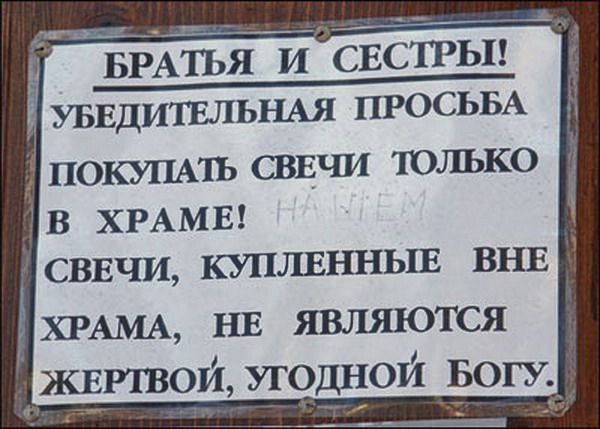 БРАТЬЯ И СЕСТРЫ!
УБЕДИТЕЛЬНАЯ ПРОСЬБА
ПОКУПАТЬ СВЕЧИ ТОЛЬКО
В ХРАМЕ! НАШЕМ
СВЕЧИ, КУПЛЕННЫЕ ВНЕ
ХРАМА, НЕ ЯВЛЯЮТСЯ
ЖЕРТВОЙ, УГОДНОЙ БОГУ.